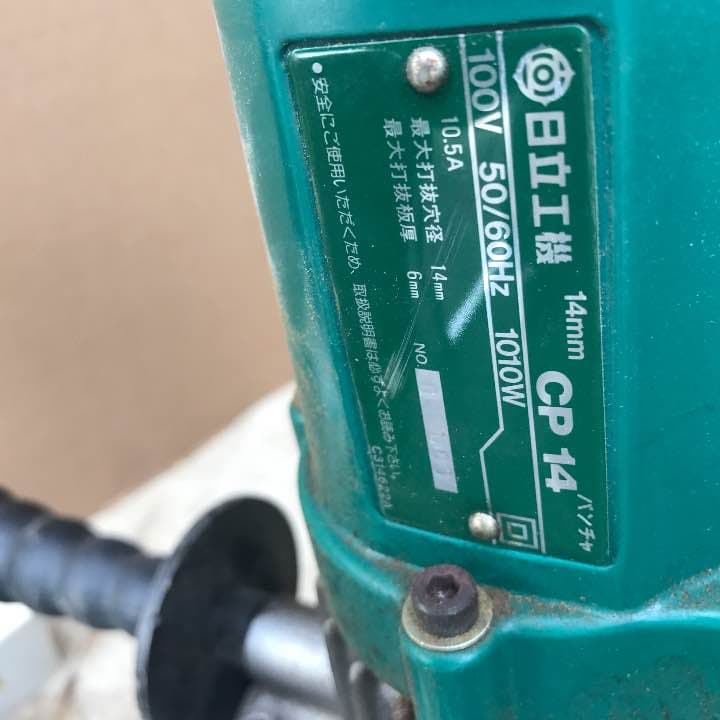 日立工機 14mm CP14 パンチャ
100V 50/60Hz 1010W
10.5A
最大打抜穴径 14mm
最大打抜板厚 6mm
NO.
●安全にご使用いただくため、取扱説明書は必ずよくお読み下さい。